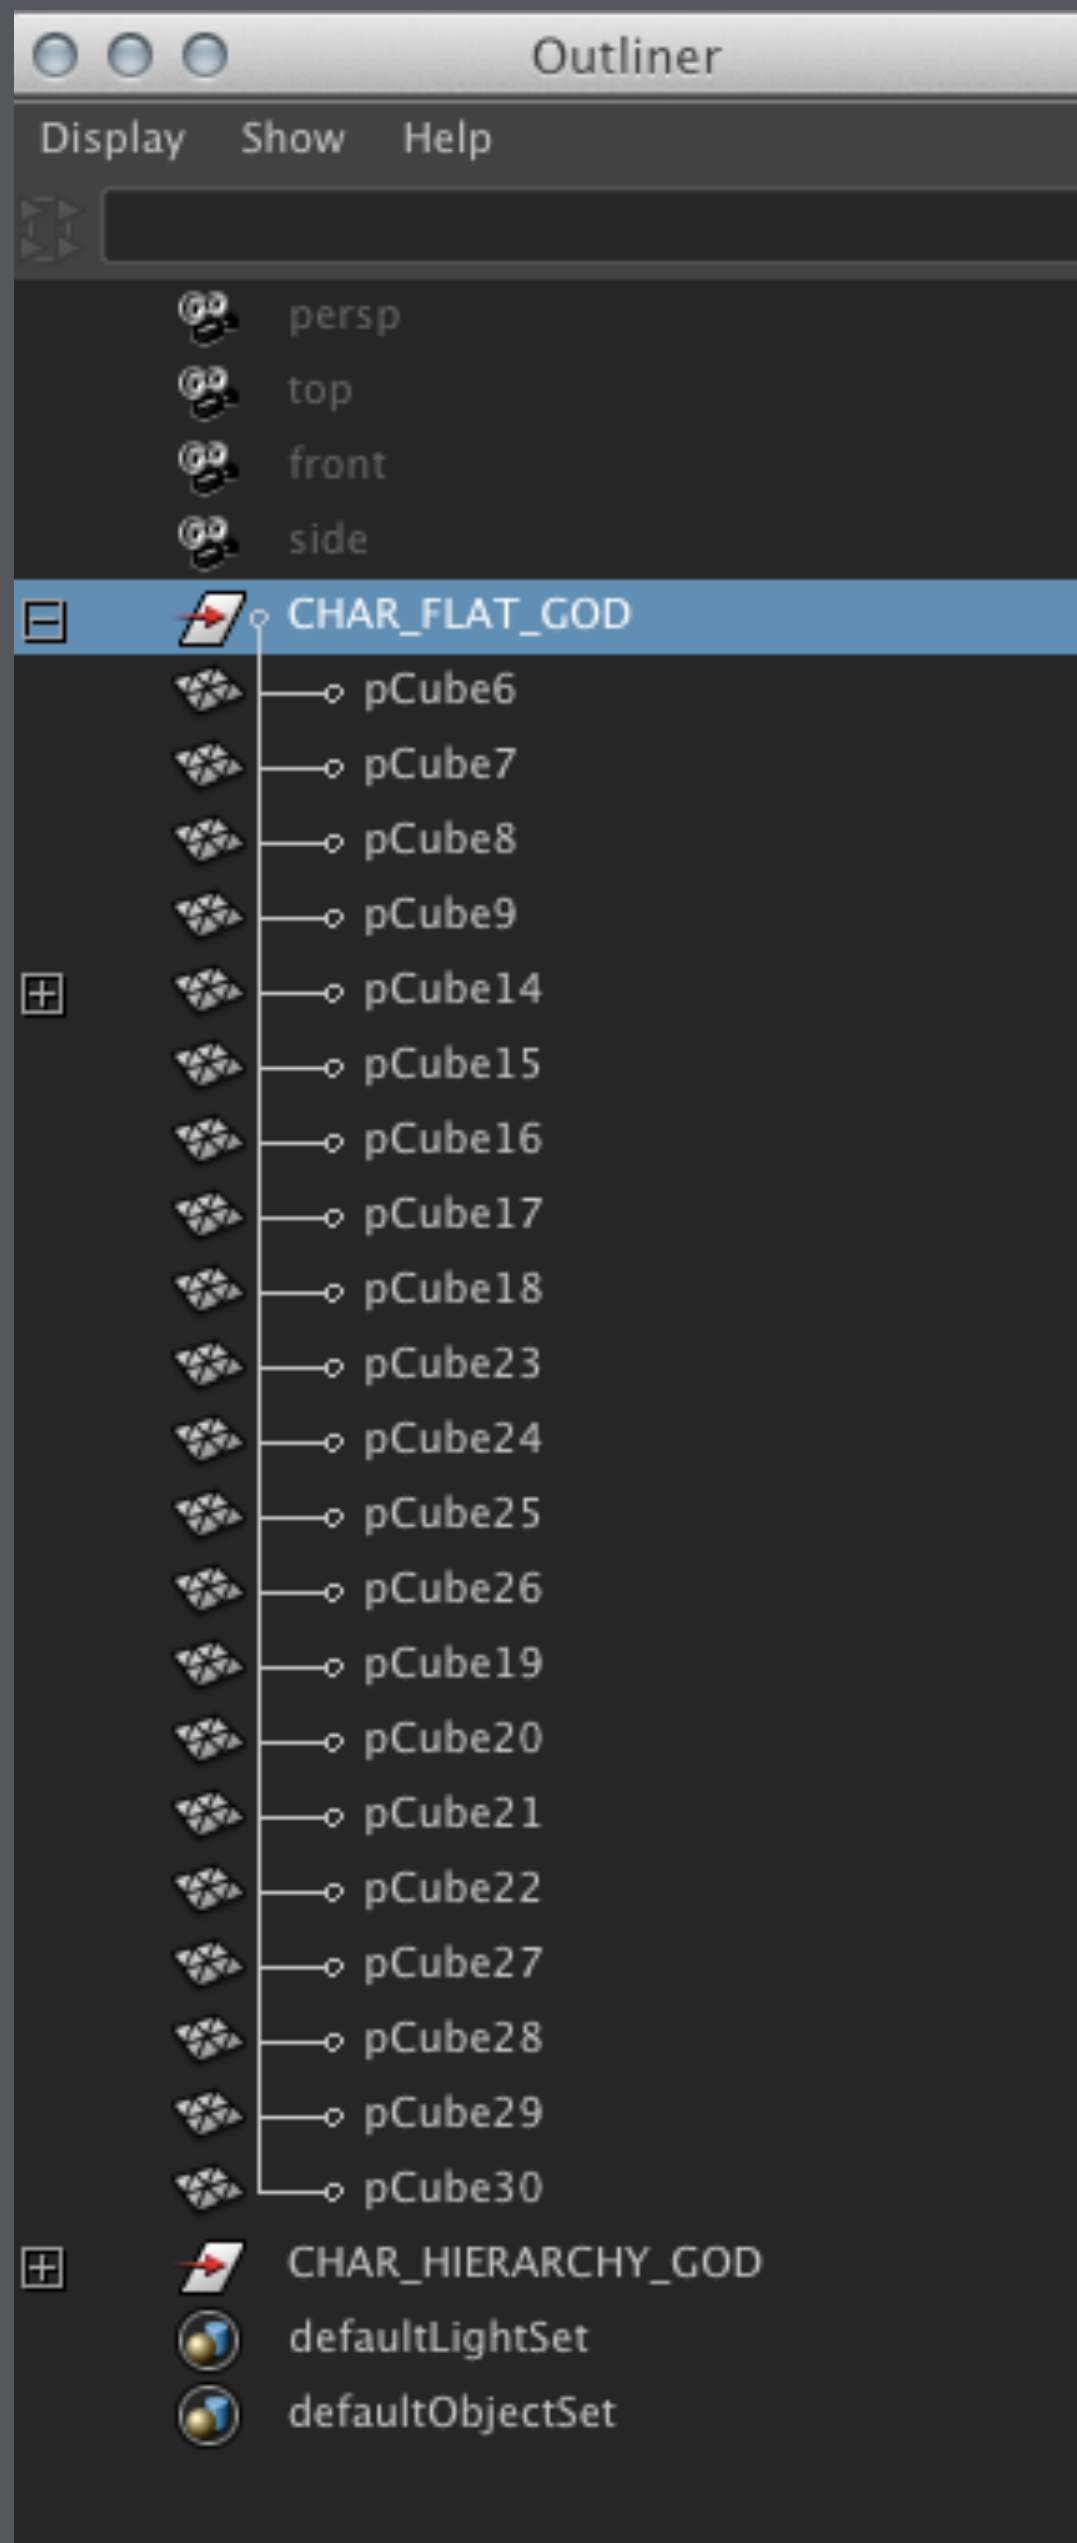 Outliner
Display Show Help
persp
top
front
side
CHAR_FLAT_GOD
pCube6
pCube7
pCube8
pCube9
pCube14
pCube15
pCube16
pCube17
pCube18
pCube23
pCube24
pCube25
pCube26
pCube19
pCube20
pCube21
pCube22
pCube27
pCube28
pCube29
pCube30
CHAR_HIERARCHY_GOD
defaultLightSet
defaultObjectSet